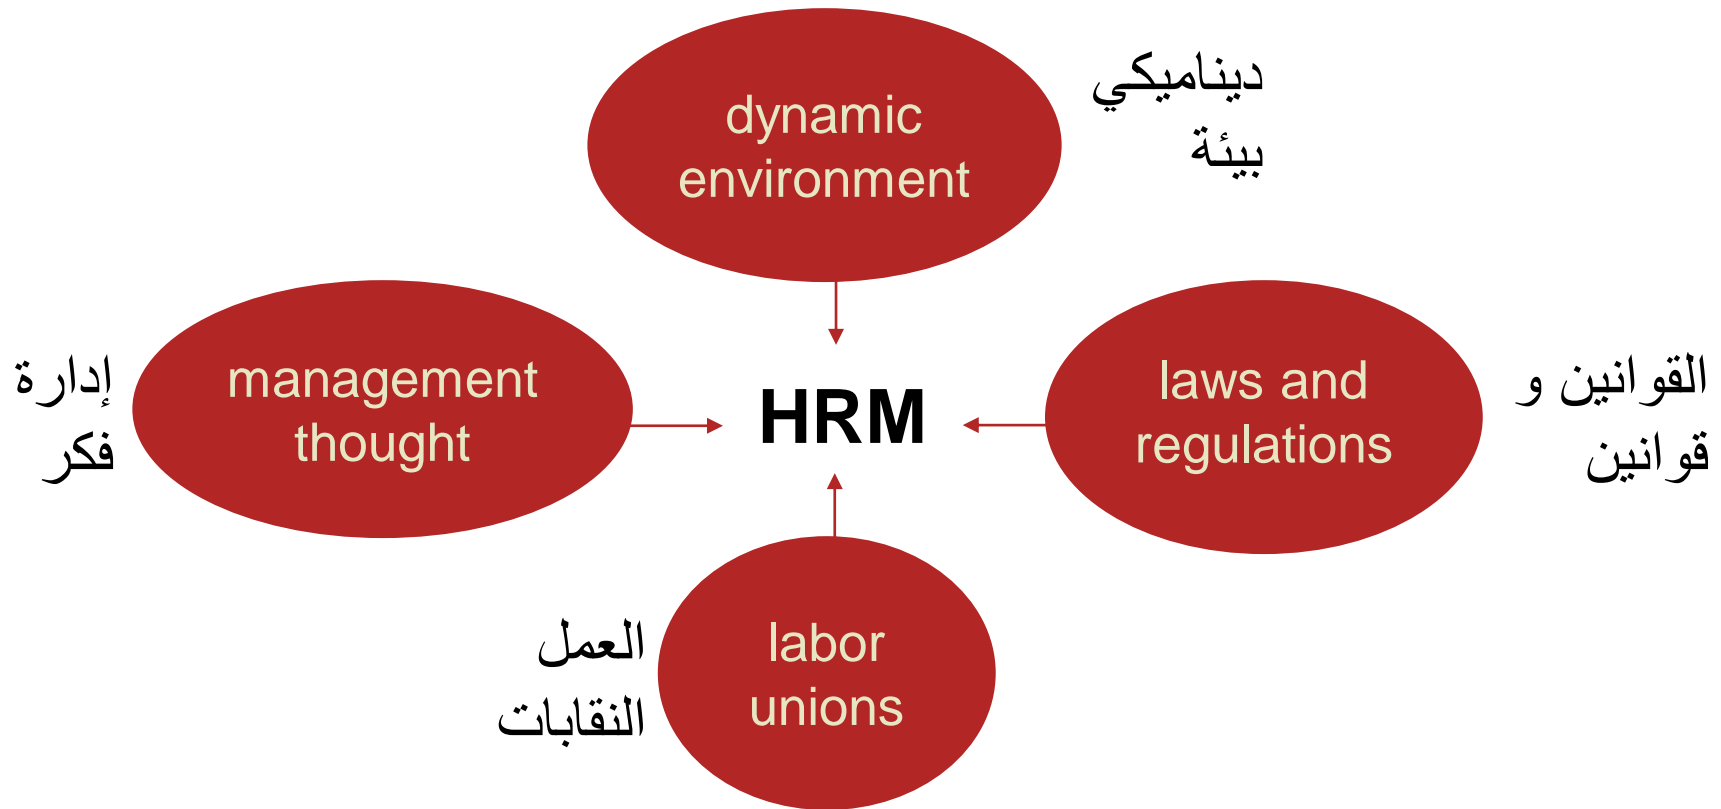 dynamic
environment
ديناميكي
بيئة
إدارة
فكر
management
thought
HRM
laws and
regulations
القوانين و
قوانين
العمل
النقابات
labor
unions